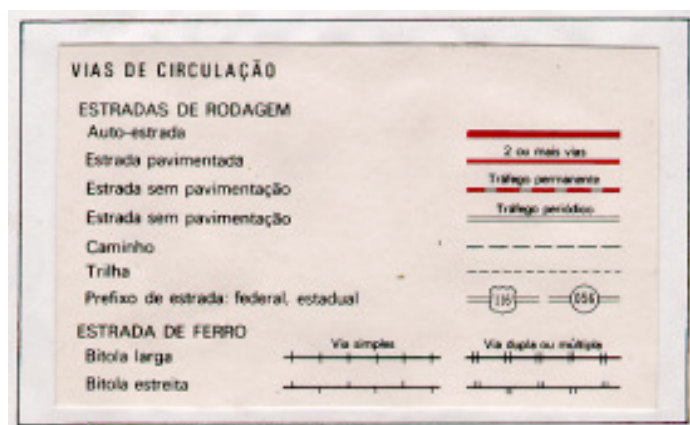 VIAS DE CIRCULAÇÃO
ESTRADAS DE RODAGEM
Auto-estrada
Estrada pavimentada 2 ou mais vias
Estrada sem pavimentação Tráfego permanente
Estrada sem pavimentação Tráfego periódico
Caminho
Trilha
Prefixo de estrada: federal, estadual 116 056
ESTRADA DE FERRO
Bitola larga Via simples Via dupla ou múltipla
Bitola estreita